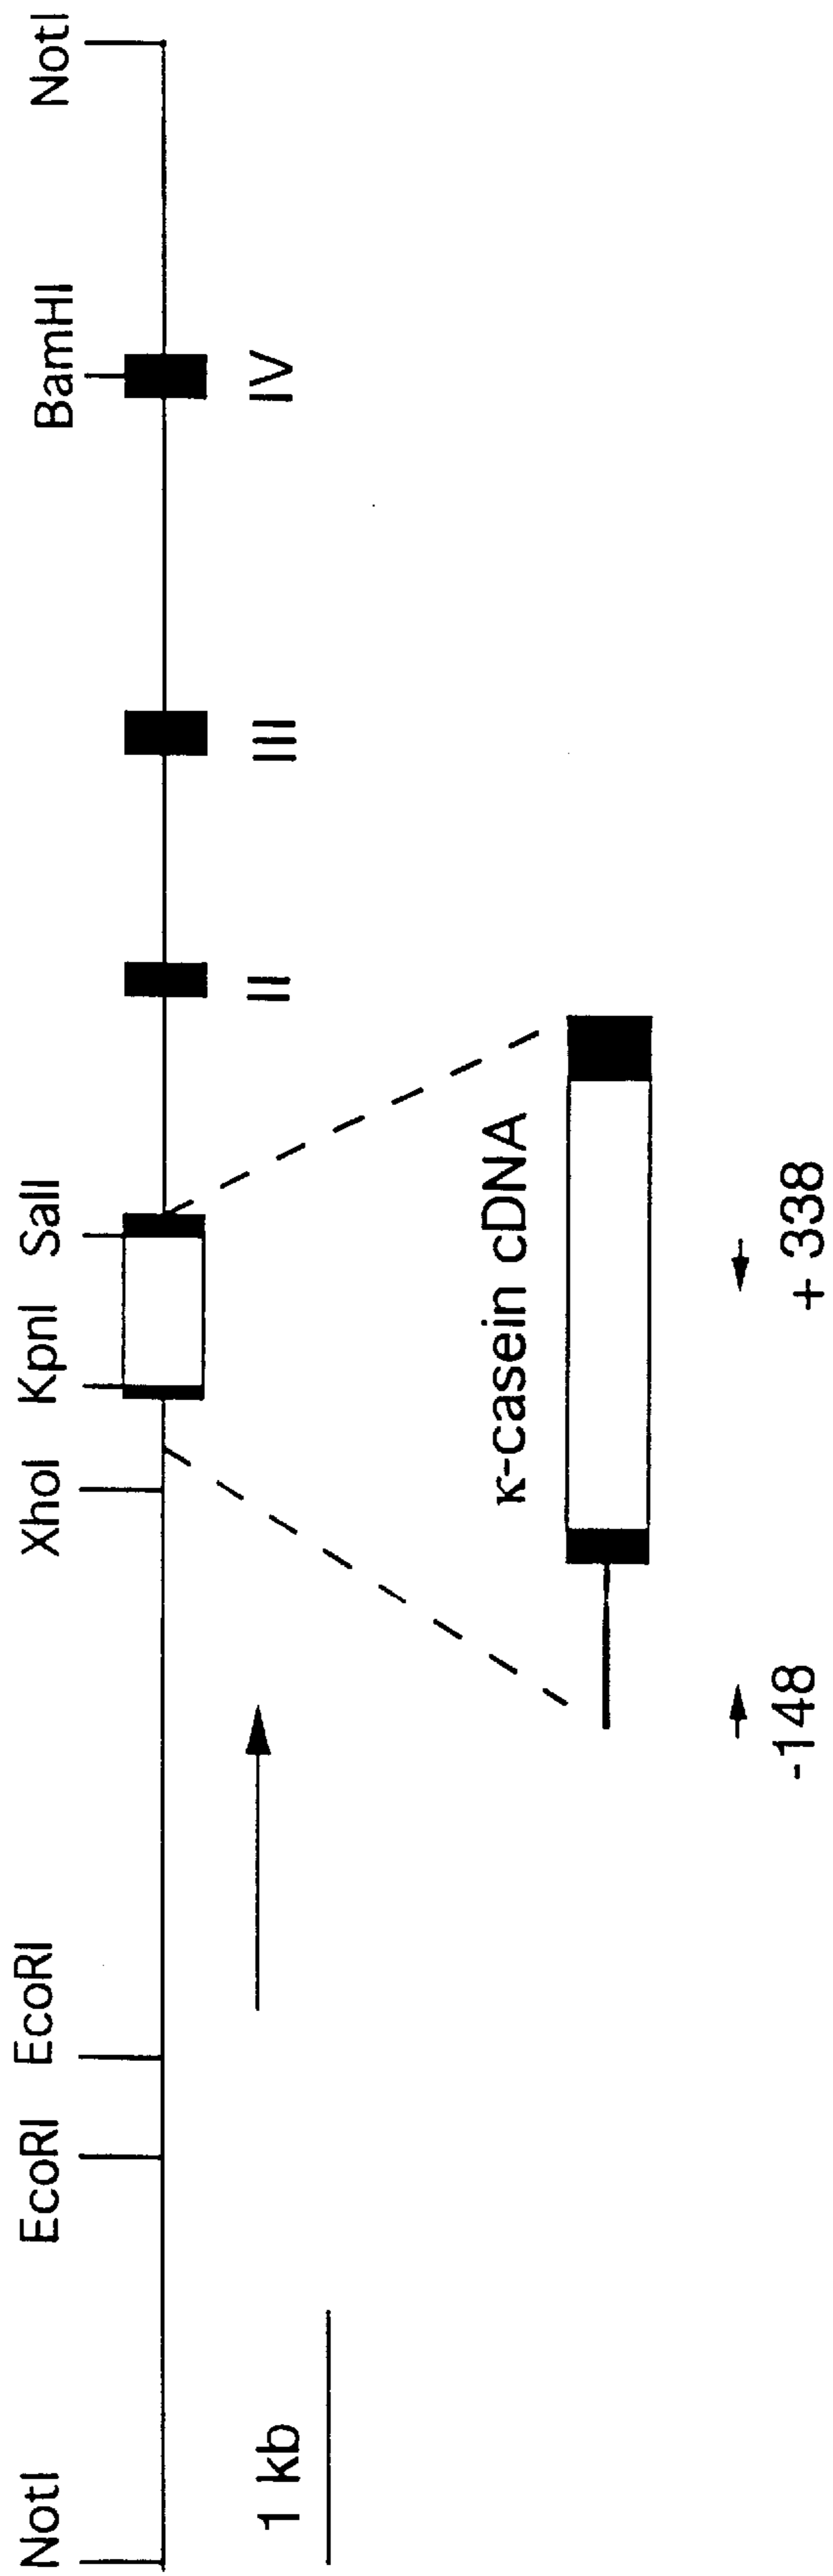 NotI
EcoRI
EcoRI
XhoI
KpnI
SalI
BamHI
NotI
1 kb
II
III
IV
κ-casein cDNA
-148
+ 338